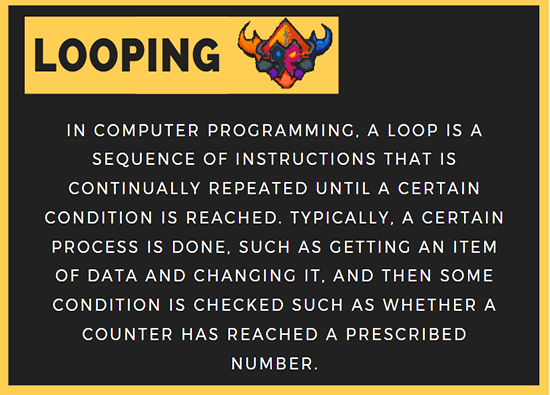 LOOPING
IN COMPUTER PROGRAMMING, A LOOP IS A
SEQUENCE OF INSTRUCTIONS THAT IS
CONTINUALLY REPEATED UNTIL A CERTAIN
CONDITION IS REACHED. TYPICALLY, A CERTAIN
PROCESS IS DONE, SUCH AS GETTING AN ITEM
OF DATA AND CHANGING IT, AND THEN SOME
CONDITION IS CHECKED SUCH AS WHETHER A
COUNTER HAS REACHED A PRESCRIBED
NUMBER.